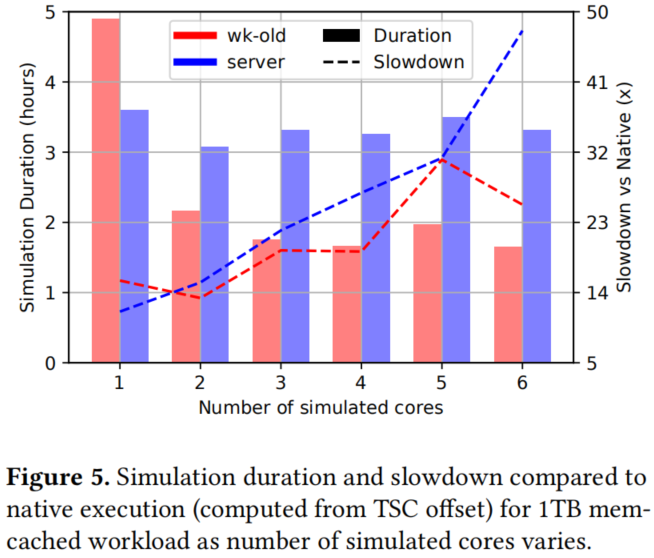 5
4
3
2
1
0
Simulation Duration (hours)
50
41
32
23
14
5
Slowdown vs Native (x)
wk-old
server
Duration
Slowdown
1 2 3 4 5 6
Number of simulated cores
Figure 5. Simulation duration and slowdown compared to
native execution (computed from TSC offset) for 1TB mem-
cached workload as number of simulated cores varies.